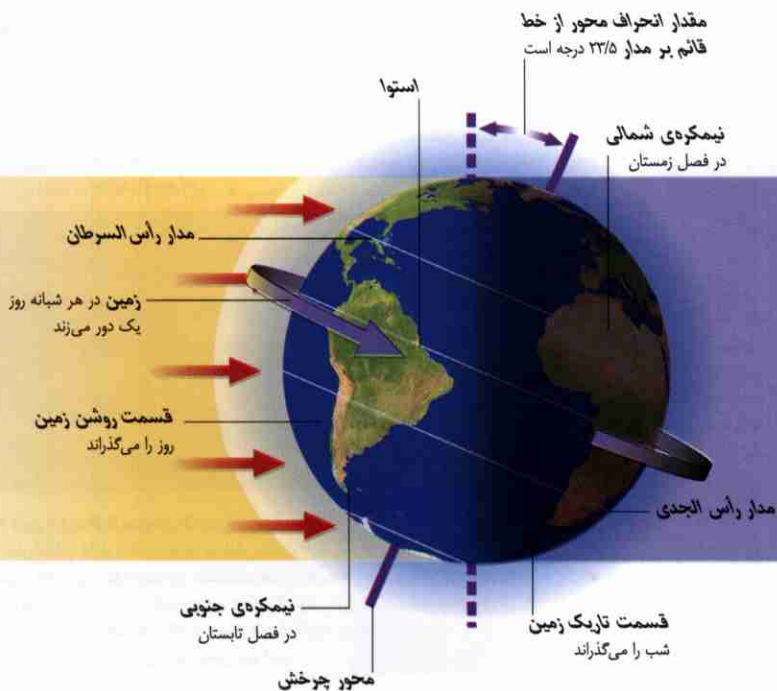 مقدار انحراف محور از خط
قائم بر مدار ۲۳/۵ درجه است
استوا
نیمکره‌ی شمالی
در فصل زمستان
مدار رأس السرطان
زمین در هر شبانه روز
یک دور می‌زند
قسمت روشن زمین
روز را می‌گذراند
مدار رأس الجدی
نیمکره‌ی جنوبی
در فصل تابستان
قسمت تاریک زمین
شب را می‌گذراند
محور چرخش